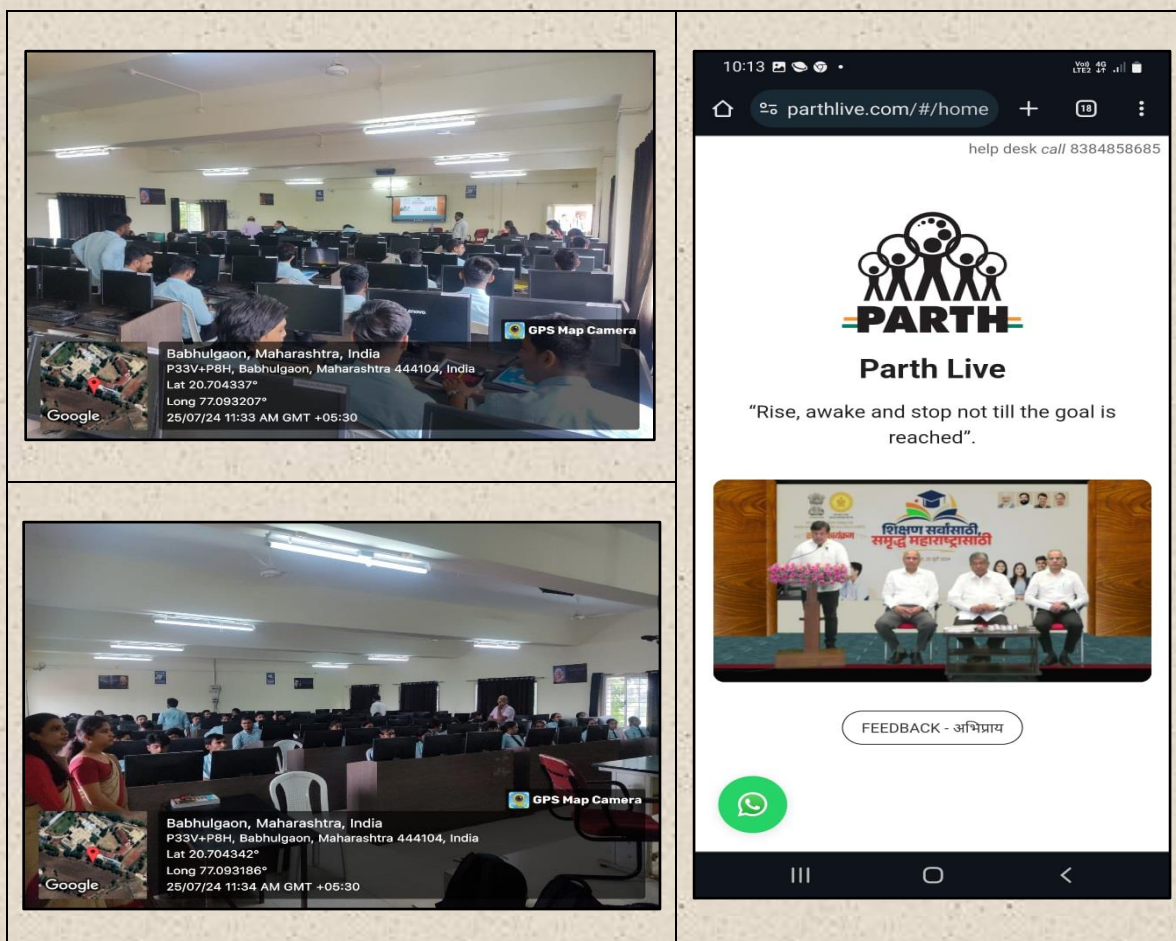 GPS Map Camera
Babhulgaon, Maharashtra, India
P33V+P8H, Babhulgaon, Maharashtra 444104, India
Lat 20.704337°
Long 77.093207°
25/07/24 11:33 AM GMT +05:30
Google
GPS Map Camera
Babhulgaon, Maharashtra, India
P33V+P8H, Babhulgaon, Maharashtra 444104, India
Lat 20.704342°
Long 77.093186°
25/07/24 11:34 AM GMT +05:30
Google
10:13
Vo)) 4G
LTE2
parthlive.com/#/home
18
help desk call 8384858685
PARTH
Parth Live
“Rise, awake and stop not till the goal is
reached”.
शिक्षण सर्वांसाठी,
समृद्ध महाराष्ट्रासाठी
FEEDBACK - अभिप्राय